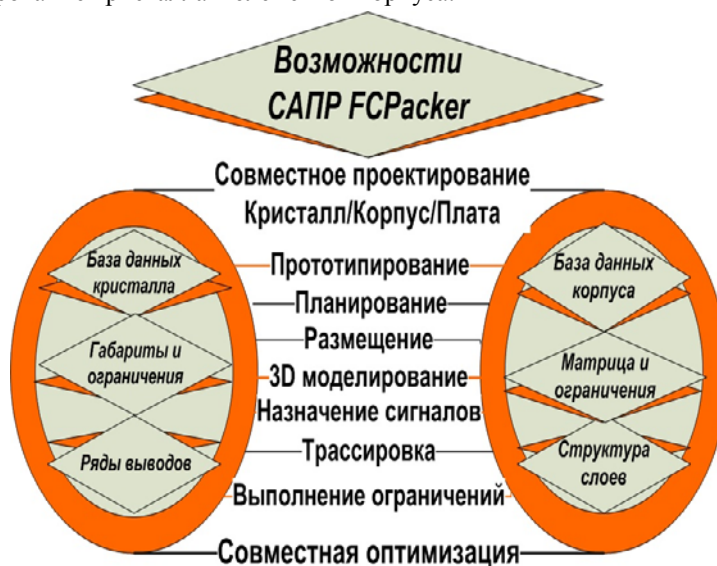 Возможности
САПР FCPacker
Совместное проектирование
Кристалл/Корпус/Плата
База данных
кристалла
Габариты и
ограничения
Ряды выводов
Прототипирование
Планирование
Размещение
3D моделирование
Назначение сигналов
Трассировка
Выполнение ограничений
База данных
корпуса
Матрица и
ограничения
Структура
слоев
Совместная оптимизация